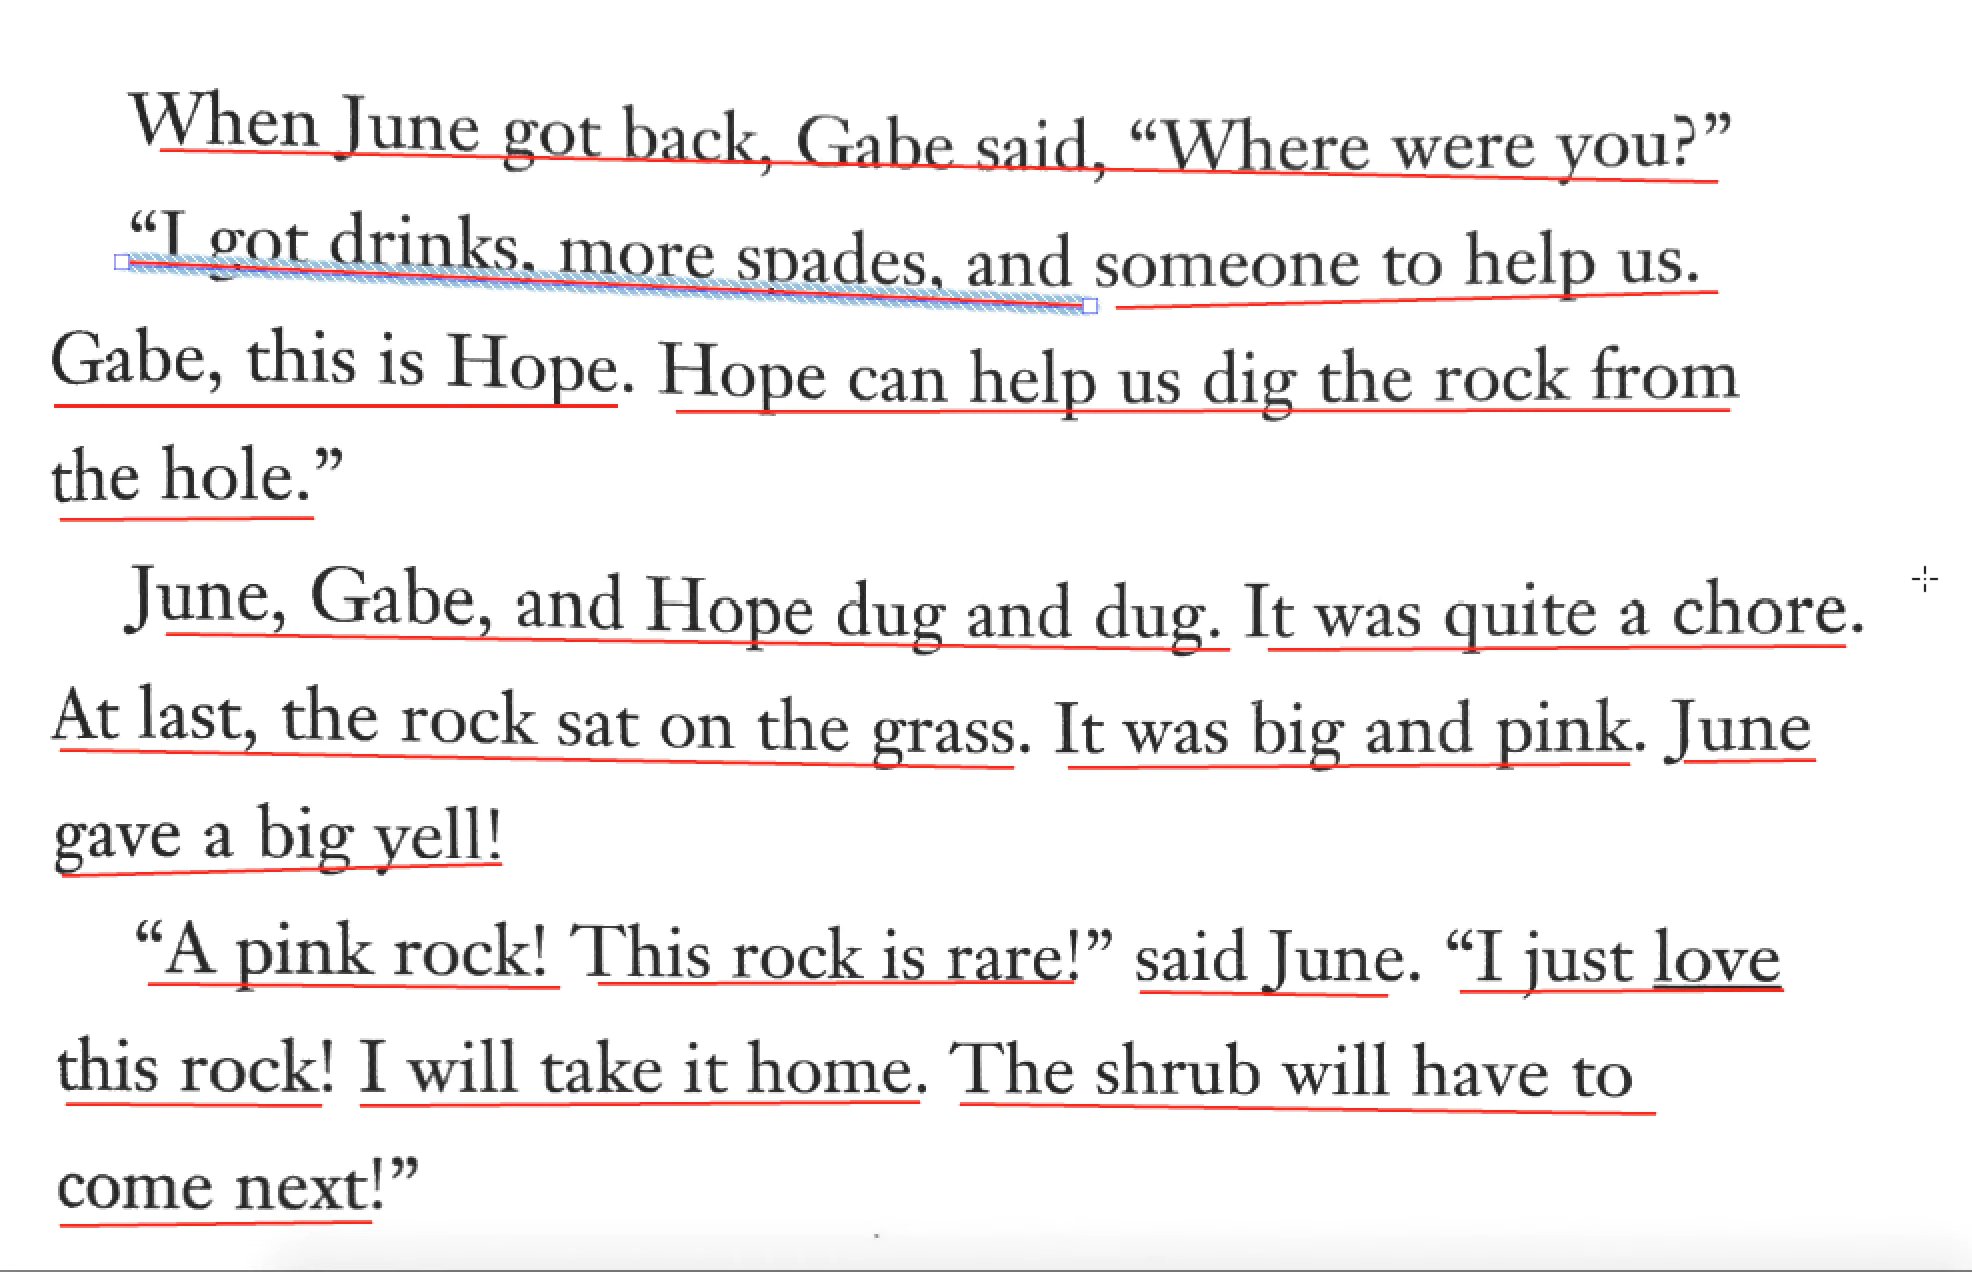 When June got back, Gabe said, “Where were you?”
“I got drinks, more spades, and someone to help us.
Gabe, this is Hope. Hope can help us dig the rock from
the hole.”
June, Gabe, and Hope dug and dug. It was quite a chore.
At last, the rock sat on the grass. It was big and pink. June
gave a big yell!
“A pink rock! This rock is rare!” said June. “I just love
this rock! I will take it home. The shrub will have to
come next!”